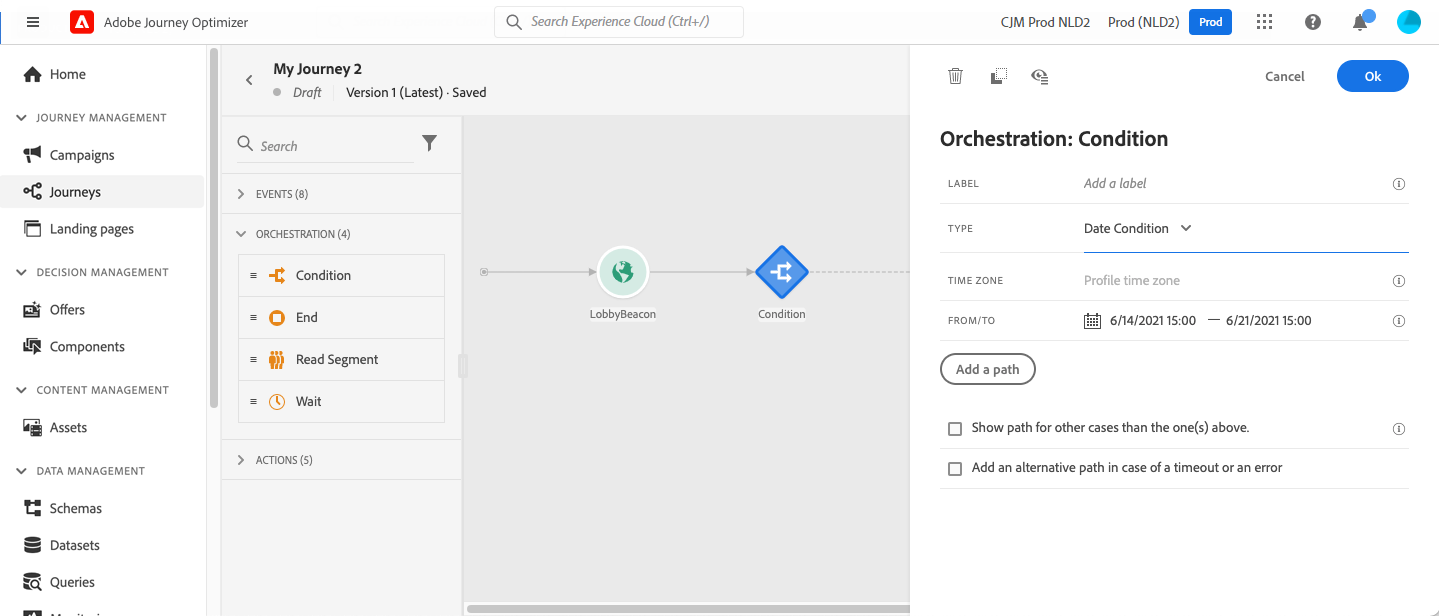 Adobe Journey Optimizer
Search Experience Cloud (Ctrl+/)
CJM Prod NLD2
Prod (NLD2)
Prod
Home
JOURNEY MANAGEMENT
Campaigns
Journeys
Landing pages
DECISION MANAGEMENT
Offers
Components
CONTENT MANAGEMENT
Assets
DATA MANAGEMENT
Schemas
Datasets
Queries
My Journey 2
Draft
Version 1 (Latest) · Saved
Search
EVENTS (8)
ORCHESTRATION (4)
Condition
End
Read Segment
Wait
ACTIONS (5)
LobbyBeacon
Condition
Cancel
Ok
Orchestration: Condition
LABEL
Add a label
TYPE
Date Condition
TIME ZONE
Profile time zone
FROM/TO
6/14/2021 15:00 — 6/21/2021 15:00
Add a path
Show path for other cases than the one(s) above.
Add an alternative path in case of a timeout or an error